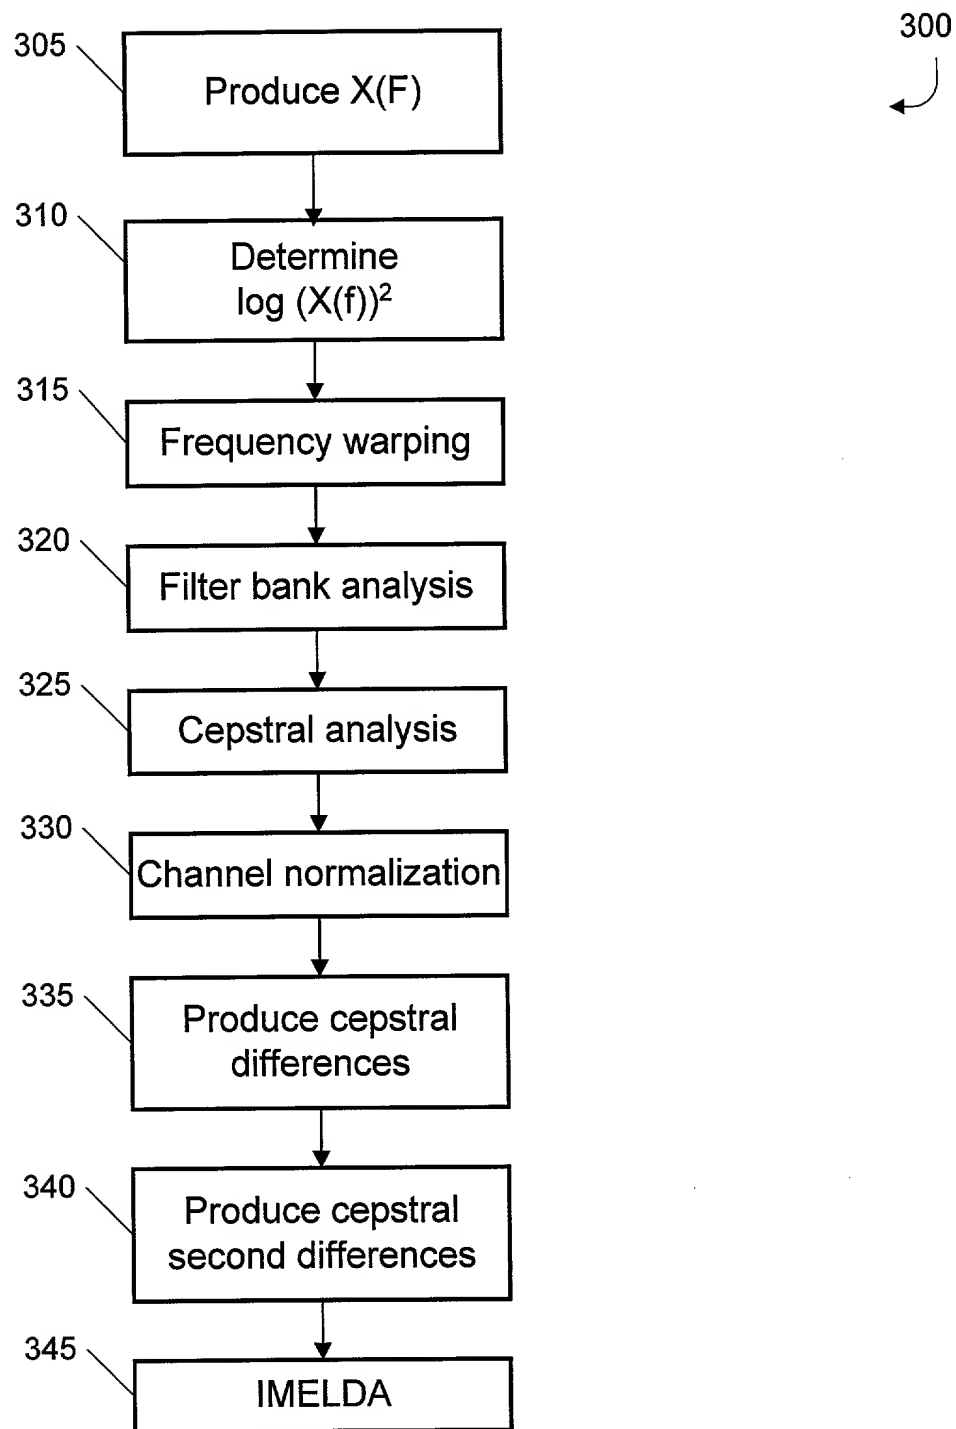 300
305
Produce X(F)
310
Determine
log (X(f))²
315
Frequency warping
320
Filter bank analysis
325
Cepstral analysis
330
Channel normalization
335
Produce cepstral
differences
340
Produce cepstral
second differences
345
IMELDA